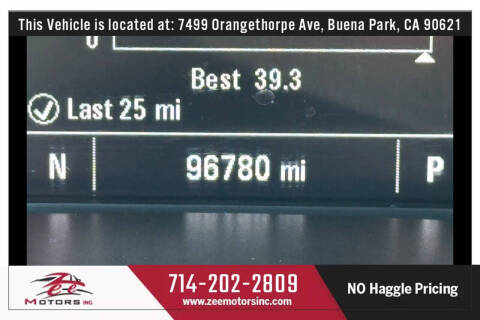 This Vehicle is located at: 7499 Orangethorpe Ave, Buena Park, CA 90621
0
Best 39.3
Last 25 mi
N 96780 mi P
Zee
MOTORS INC.
714-202-2809
www.zeemotorsinc.com
NO Haggle Pricing